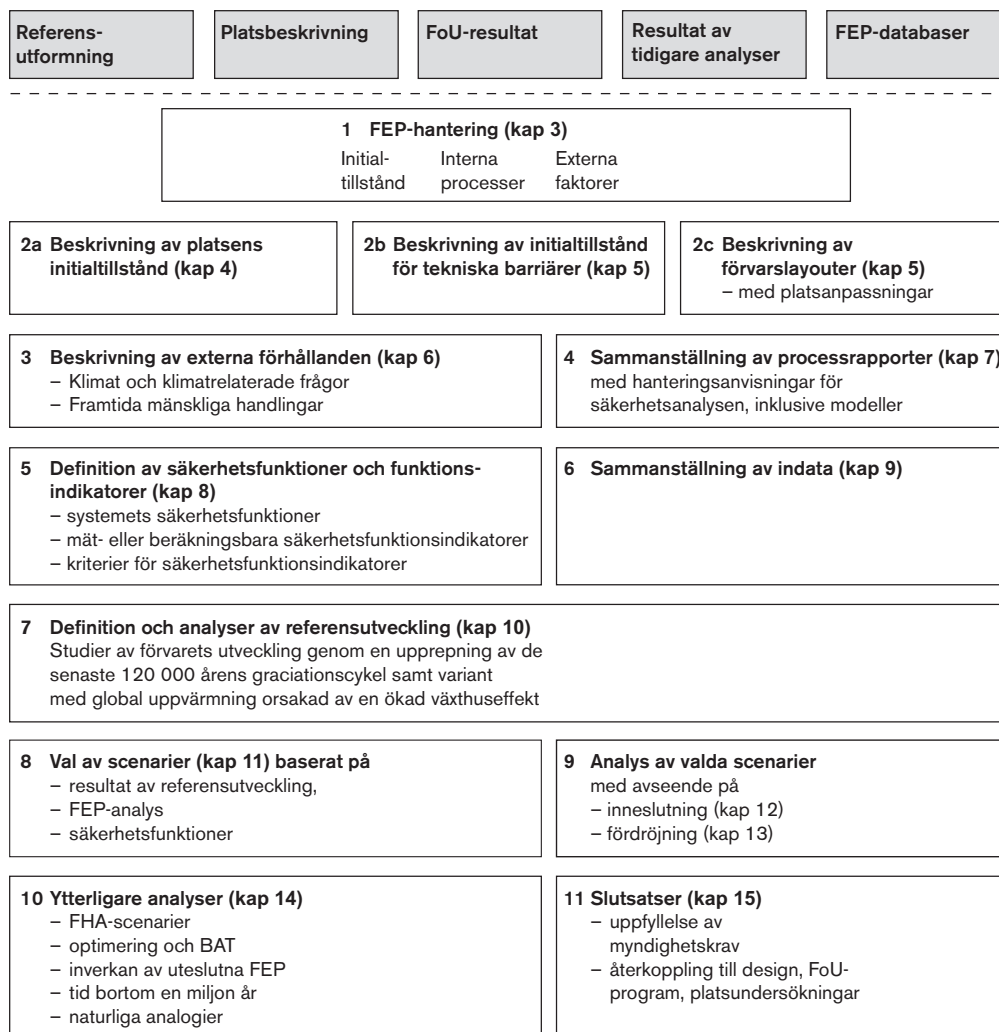 Referens-
utformning
Platsbeskrivning
FoU-resultat
Resultat av
tidigare analyser
FEP-databaser
1 FEP-hantering (kap 3)
Initial-
tillstånd
Interna
processer
Externa
faktorer
2a Beskrivning av platsens
initialtillstånd (kap 4)
2b Beskrivning av initialtillstånd
för tekniska barriärer (kap 5)
2c Beskrivning av
förvarslayouter (kap 5)
– med platsanpassningar
3 Beskrivning av externa förhållanden (kap 6)
– Klimat och klimatrelaterade frågor
– Framtida mänskliga handlingar
4 Sammanställning av processrapporter (kap 7)
med hanteringsanvisningar för
säkerhetsanalysen, inklusive modeller
5 Definition av säkerhetsfunktioner och funktions-
indikatorer (kap 8)
– systemets säkerhetsfunktioner
– mät- eller beräkningsbara säkerhetsfunktionsindikatorer
– kriterier för säkerhetsfunktionsindikatorer
6 Sammanställning av indata (kap 9)
7 Definition och analyser av referensutveckling (kap 10)
Studier av förvarets utveckling genom en upprepning av de
senaste 120 000 årens graciationscykel samt variant
med global uppvärmning orsakad av en ökad växthuseffekt
8 Val av scenarier (kap 11) baserat på
– resultat av referensutveckling,
– FEP-analys
– säkerhetsfunktioner
9 Analys av valda scenarier
med avseende på
– inneslutning (kap 12)
– fördröjning (kap 13)
10 Ytterligare analyser (kap 14)
– FHA-scenarier
– optimering och BAT
– inverkan av uteslutna FEP
– tid bortom en miljon år
– naturliga analogier
11 Slutsatser (kap 15)
– uppfyllelse av
myndighetskrav
– återkoppling till design, FoU-
program, platsundersökningar